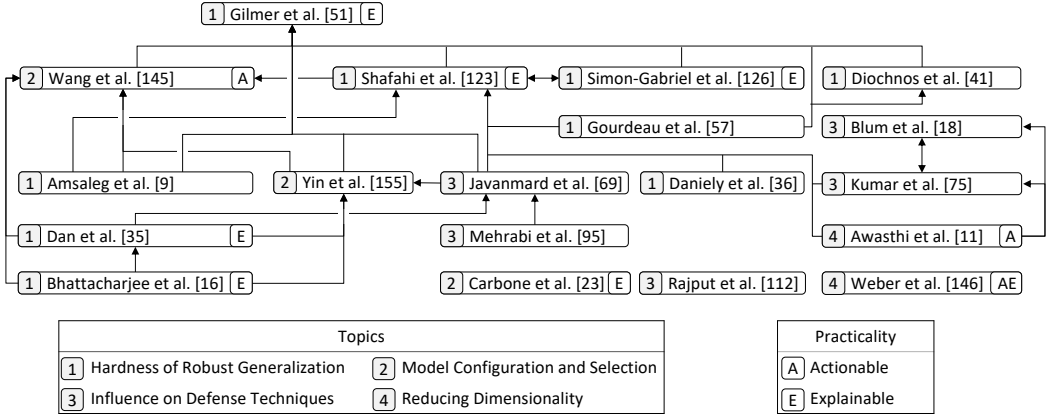 1 Gilmer et al. [51] E
2 Wang et al. [145] A
1 Shafahi et al. [123] E
1 Simon-Gabriel et al. [126] E
1 Diochnos et al. [41]
1 Gourdeau et al. [57]
3 Blum et al. [18]
1 Amsaleg et al. [9]
2 Yin et al. [155]
3 Javanmard et al. [69]
1 Daniely et al. [36]
3 Kumar et al. [75]
1 Dan et al. [35] E
3 Mehrabi et al. [95]
4 Awasthi et al. [11] A
1 Bhattacharjee et al. [16] E
2 Carbone et al. [23] E
3 Rajput et al. [112]
4 Weber et al. [146] AE
Topics
1 Hardness of Robust Generalization
2 Model Configuration and Selection
3 Influence on Defense Techniques
4 Reducing Dimensionality
Practicality
A Actionable
E Explainable